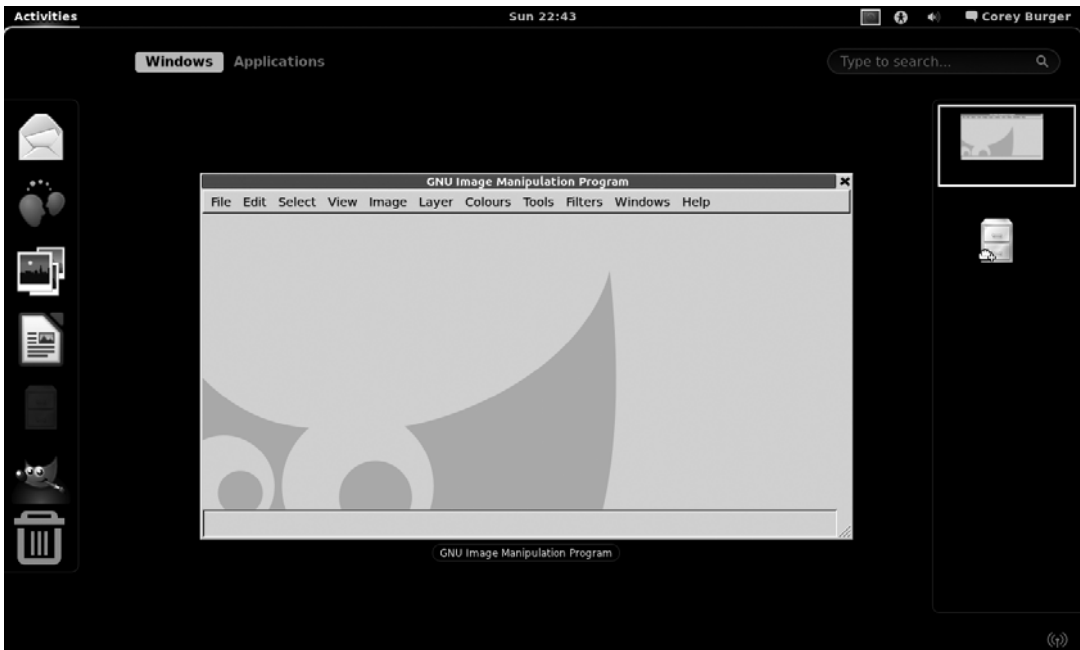 Activities Sun 22:43 Corey Burger
Windows Applications Type to search...
GNU Image Manipulation Program
File Edit Select View Image Layer Colours Tools Filters Windows Help
GNU Image Manipulation Program